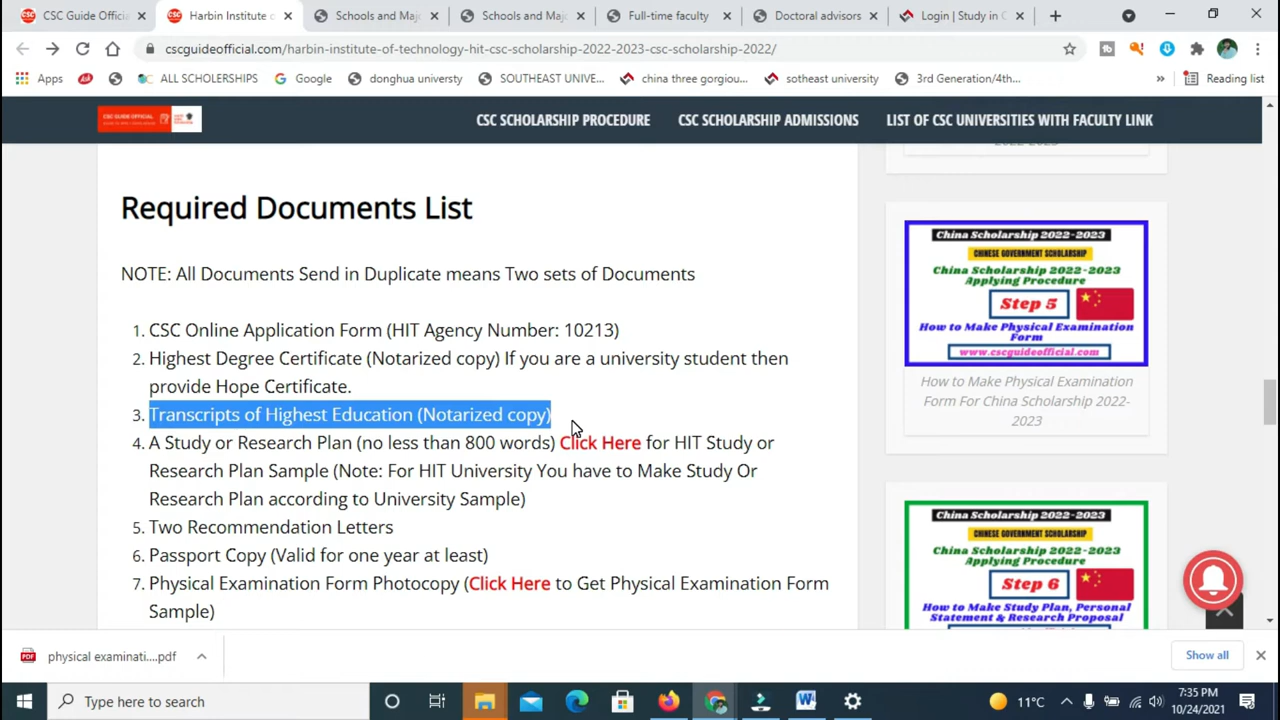 CSC Guide Offici
Harbin Institute o
Schools and Maj
Schools and Maj
Full-time faculty
Doctoral advisors
Login | Study in C
cscguideofficial.com/harbin-institute-of-technology-hit-csc-scholarship-2022-2023-csc-scholarship-2022/
Apps
Ask
ALL SCHOLERSHIPS
Google
donghua university
SOUTHEAST UNIVE...
china three gorgiou...
sotheast university
3rd Generation/4th...
»
Reading list
CSC GUIDE OFFICIAL
CSC SCHOLARSHIP PROCEDURE
CSC SCHOLARSHIP ADMISSIONS
LIST OF CSC UNIVERSITIES WITH FACULTY LINK
2022-2023
Required Documents List
NOTE: All Documents Send in Duplicate means Two sets of Documents
1. CSC Online Application Form (HIT Agency Number: 10213)
2. Highest Degree Certificate (Notarized copy) If you are a university student then
provide Hope Certificate.
3. Transcripts of Highest Education (Notarized copy)
4. A Study or Research Plan (no less than 800 words) Click Here for HIT Study or
Research Plan Sample (Note: For HIT University You have to Make Study Or
Research Plan according to University Sample)
5. Two Recommendation Letters
6. Passport Copy (Valid for one year at least)
7. Physical Examination Form Photocopy (Click Here to Get Physical Examination Form
Sample)
China Scholarship 2022-2023
CHINESE GOVERNMENT SCHOLARSHIP
China Scholarship 2022-2023
Applying Procedure
Step 5
How to Make Physical Examination
Form
www.cscguideofficial.com
How to Make Physical Examination
Form For China Scholarship 2022-
2023
China Scholarship 2022-2023
CHINESE GOVERNMENT SCHOLARSHIP
China Scholarship 2022-2023
Applying Procedure
Step 6
How to Make Study Plan, Personal
Statement & Research Proposal
physical examinati....pdf
Show all
Type here to search
11°C
7:35 PM
10/24/2021